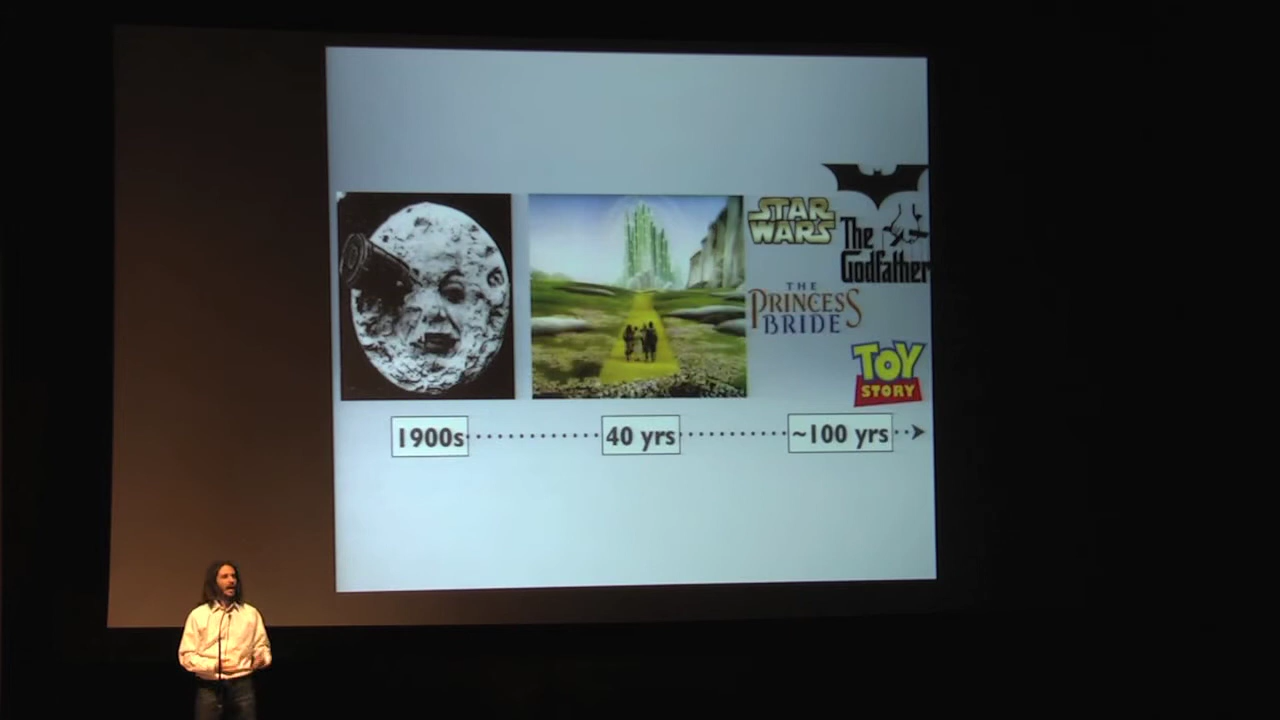 STAR
WARS
The
Godfather
THE
PRINCESS
BRIDE
TOY
STORY
1900s
40 yrs
~100 yrs